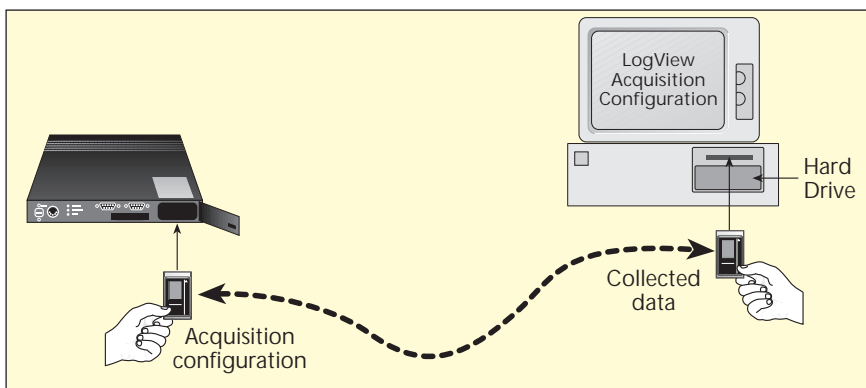 LogView
Acquisition
Configuration
Hard
Drive
Collected
data
Acquisition
configuration